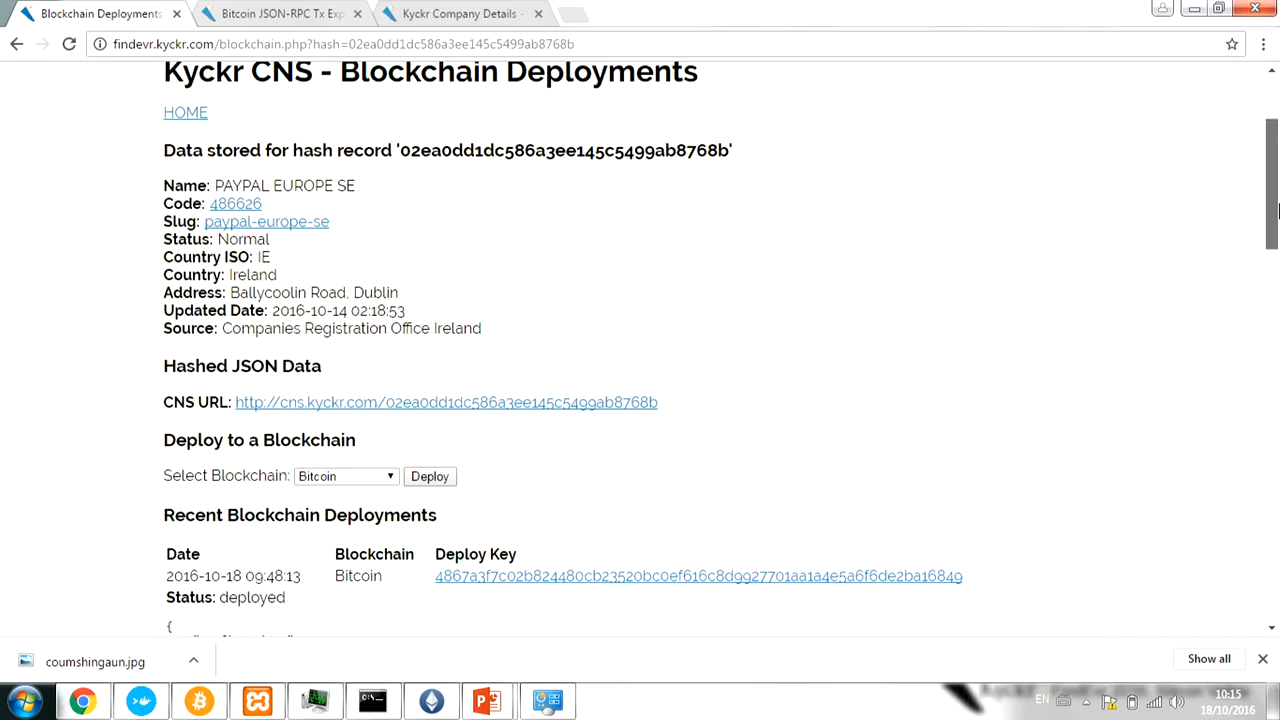 Blockchain Deployments
Bitcoin JSON-RPC Tx Exp
Kyckr Company Details -
findevr.kyckr.com/blockchain.php?hash=02ea0dd1dc586a3ee145c5499ab8768b
Kyckr CNS - Blockchain Deployments
HOME
Data stored for hash record '02ea0dd1dc586a3ee145c5499ab8768b'
Name: PAYPAL EUROPE SE
Code: 486626
Slug: paypal-europe-se
Status: Normal
Country ISO: IE
Country: Ireland
Address: Ballycoolin Road, Dublin
Updated Date: 2016-10-14 02:18:53
Source: Companies Registration Office Ireland
Hashed JSON Data
CNS URL: http://cns.kyckr.com/02ea0dd1dc586a3ee145c5499ab8768b
Deploy to a Blockchain
Select Blockchain: Bitcoin Deploy
Recent Blockchain Deployments
Date Blockchain Deploy Key
2016-10-18 09:48:13 Bitcoin 4867a3f7c02b824480cb23520bc0ef616c8d9927701aa1a4e5a6f6de2ba16849
Status: deployed
{
coumshingaun.jpg
Show all
EN
10:15
18/10/2016